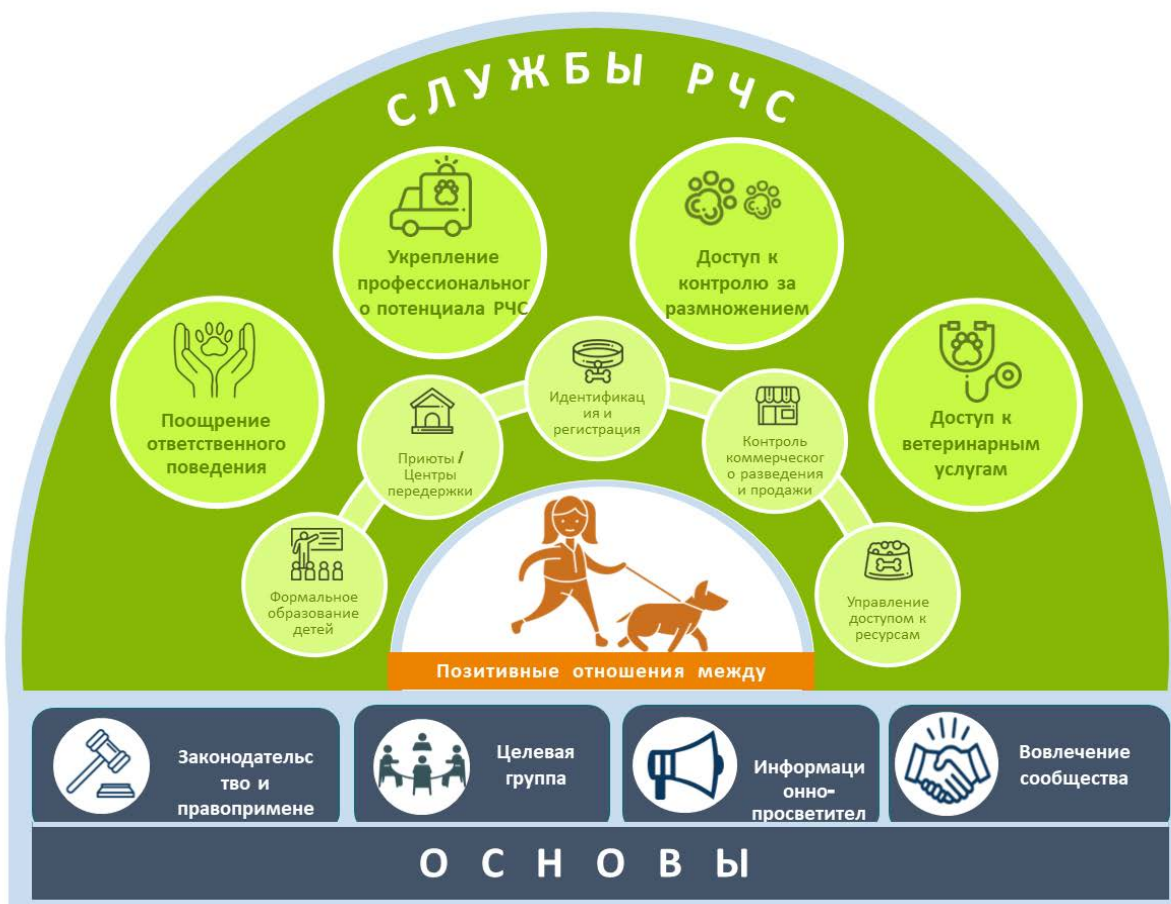 СЛУЖБЫ РЧС
Укрепление
профессиональног
о потенциала РЧС
Доступ к
контролю за
размножением
Поощрение
ответственного
поведения
Доступ к
ветеринарным
услугам
Идентификац
ия и
регистрация
Приюты /
Центры
передержки
Контроль
коммерческог
о разведения
и продажи
Формальное
образование
детей
Управление
доступом к
ресурсам
Позитивные отношения между
Законодательс
тво и
правопримене
Целевая
группа
Информаци
онно-
просветител
Вовлечение
сообщества
ОСНОВЫ